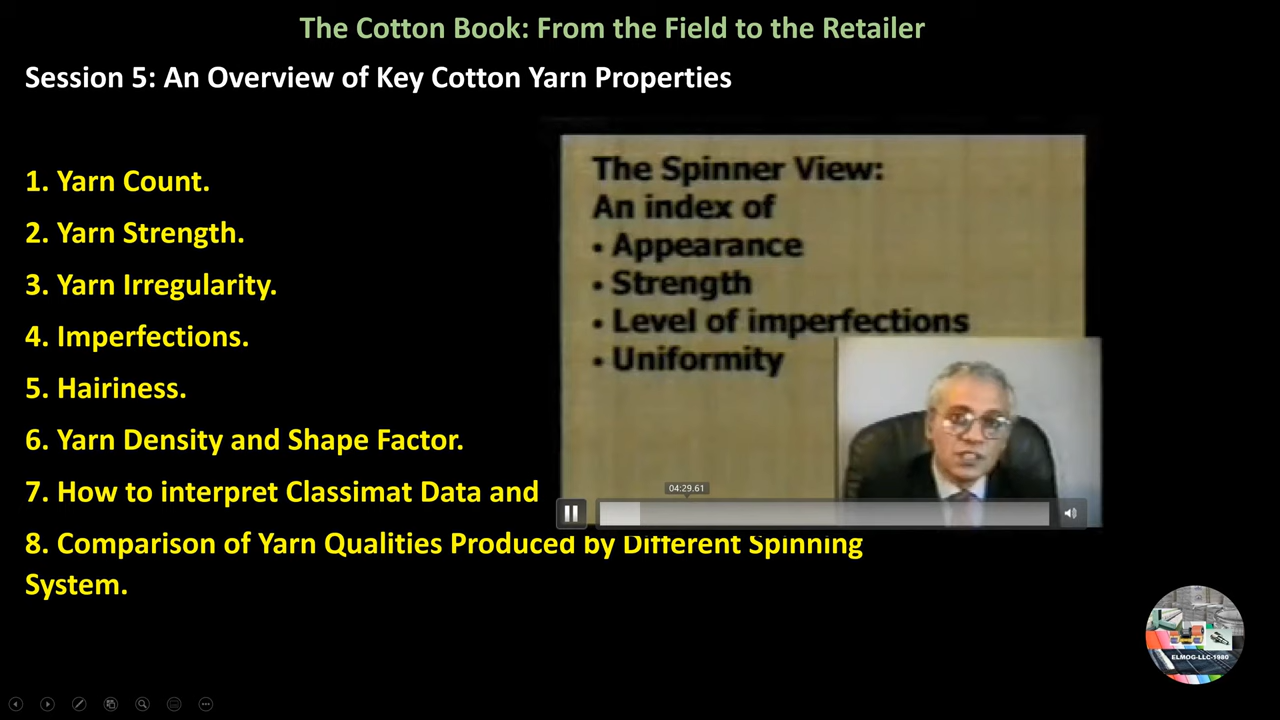 The Cotton Book: From the Field to the Retailer
Session 5: An Overview of Key Cotton Yarn Properties
1. Yarn Count.
2. Yarn Strength.
3. Yarn Irregularity.
4. Imperfections.
5. Hairiness.
6. Yarn Density and Shape Factor.
7. How to interpret Classimat Data and
8. Comparison of Yarn Qualities Produced by Different Spinning
System.
The Spinner View:
An index of
• Appearance
• Strength
• Level of imperfections
• Uniformity
04:29.61
ELMOG-LLC-1980